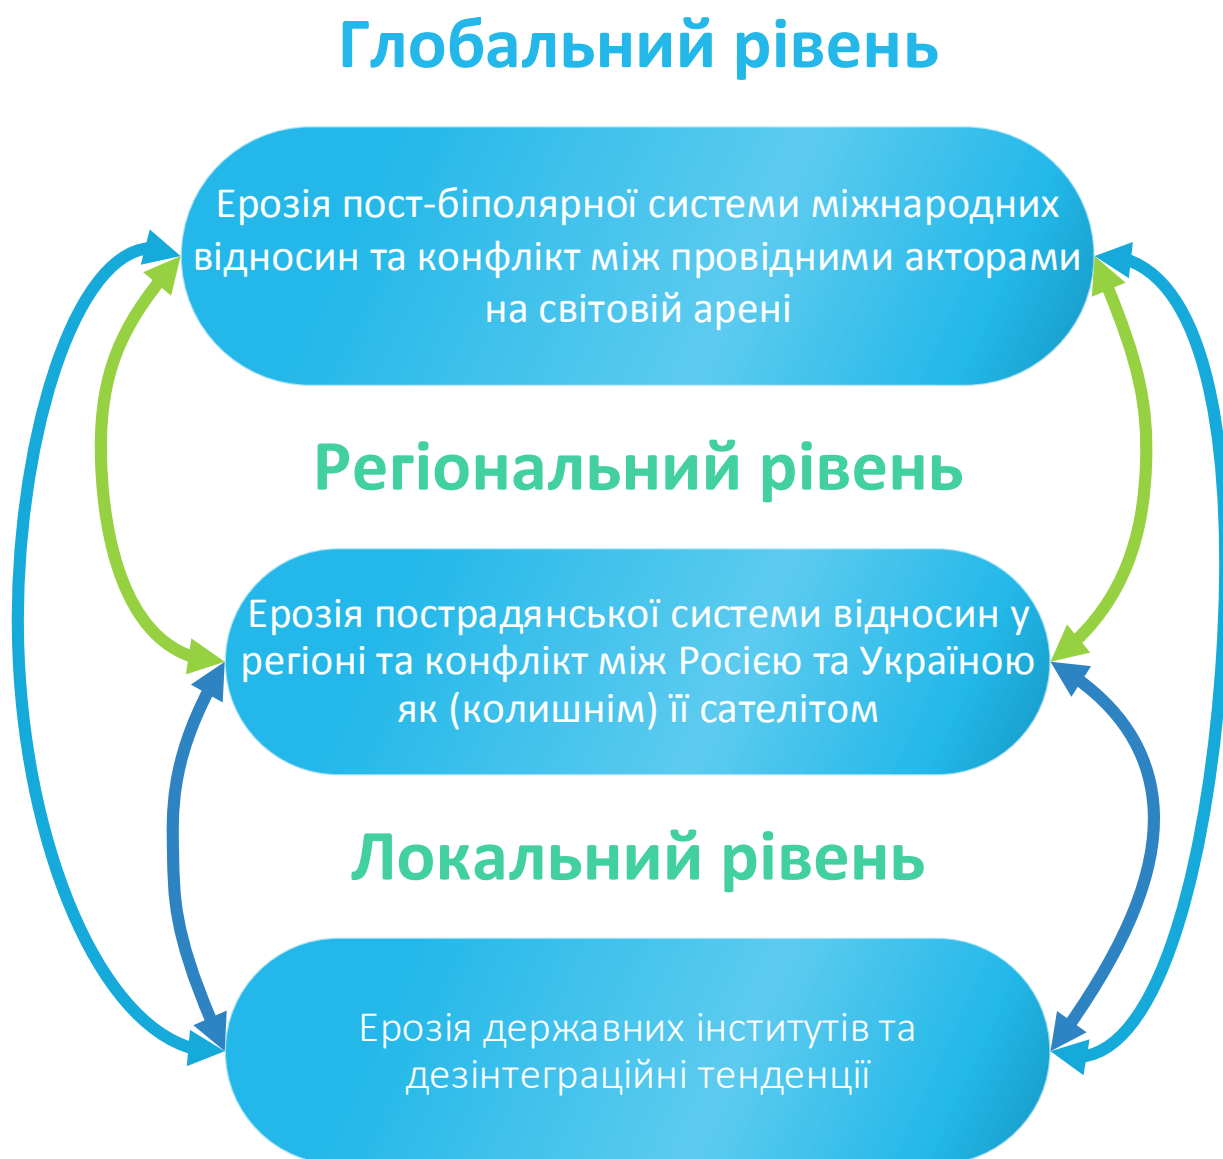 Глобальний рівень
Ерозія пост-біполярної системи міжнародних
відносин та конфлікт між провідними акторами
на світовій арені
Регіональний рівень
Ерозія пострадянської системи відносин у
регіоні та конфлікт між Росією та Україною
як (колишнім) її сателітом
Локальний рівень
Ерозія державних інститутів та
дезінтеграційні тенденції